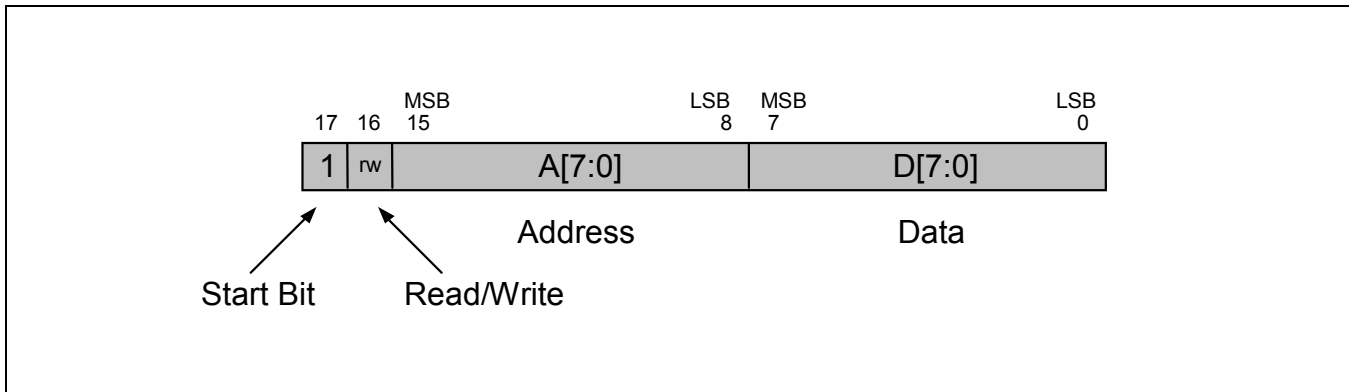 MSB LSB MSB LSB
17 16 15 8 7 0
1 rw A[7:0] D[7:0]
Address Data
Start Bit Read/Write